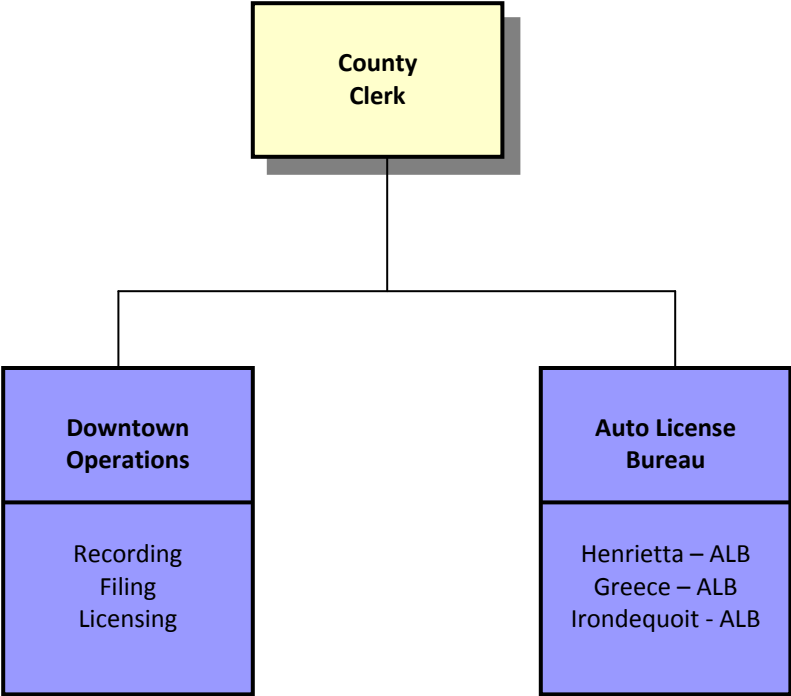 County
Clerk
Downtown
Operations
Recording
Filing
Licensing
Auto License
Bureau
Henrietta – ALB
Greece – ALB
Irondequoit - ALB